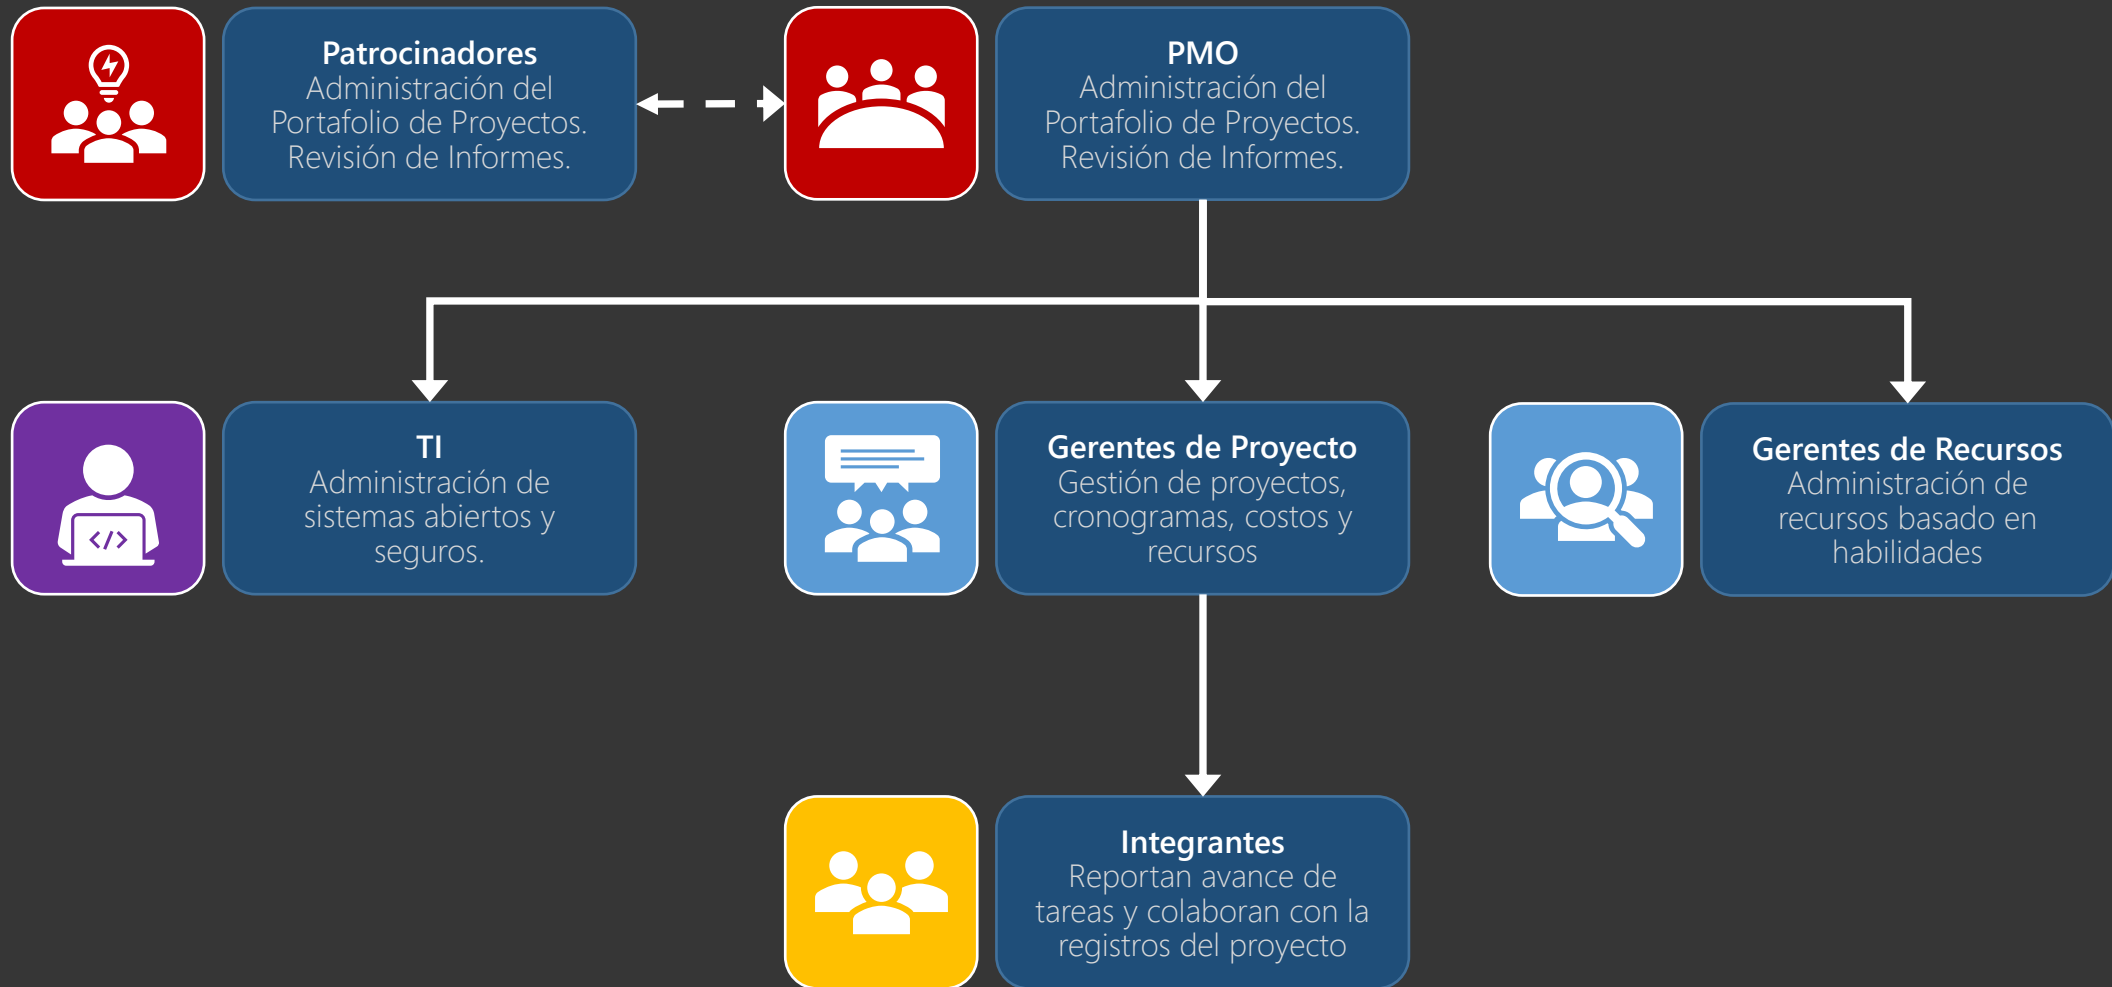 Patrocinadores
Administración del
Portafolio de Proyectos.
Revisión de Informes.
PMO
Administración del
Portafolio de Proyectos.
Revisión de Informes.
TI
Administración de
sistemas abiertos y
seguros.
Gerentes de Proyecto
Gestión de proyectos,
cronogramas, costos y
recursos
Gerentes de Recursos
Administración de
recursos basado en
habilidades
Integrantes
Reportan avance de
tareas y colaboran con la
registros del proyecto